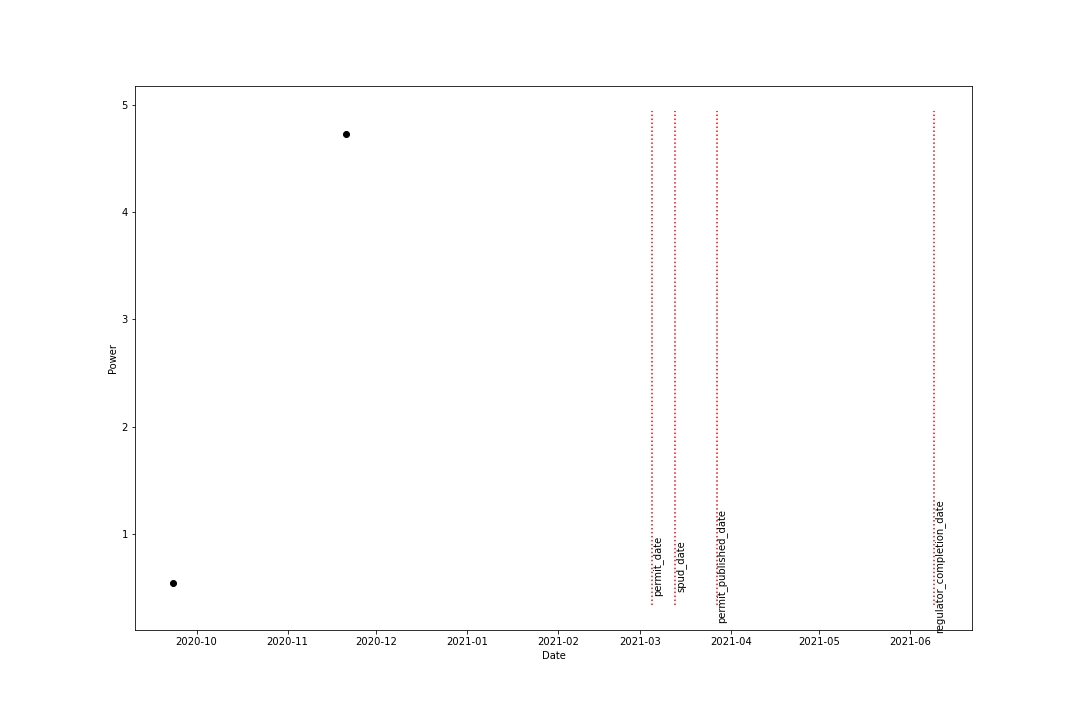 5
4
3
2
1
Power
permit_date
spud_date
permit_published_date
regulator_completion_date
2020-10 2020-11 2020-12 2021-01 2021-02 2021-03 2021-04 2021-05 2021-06
Date